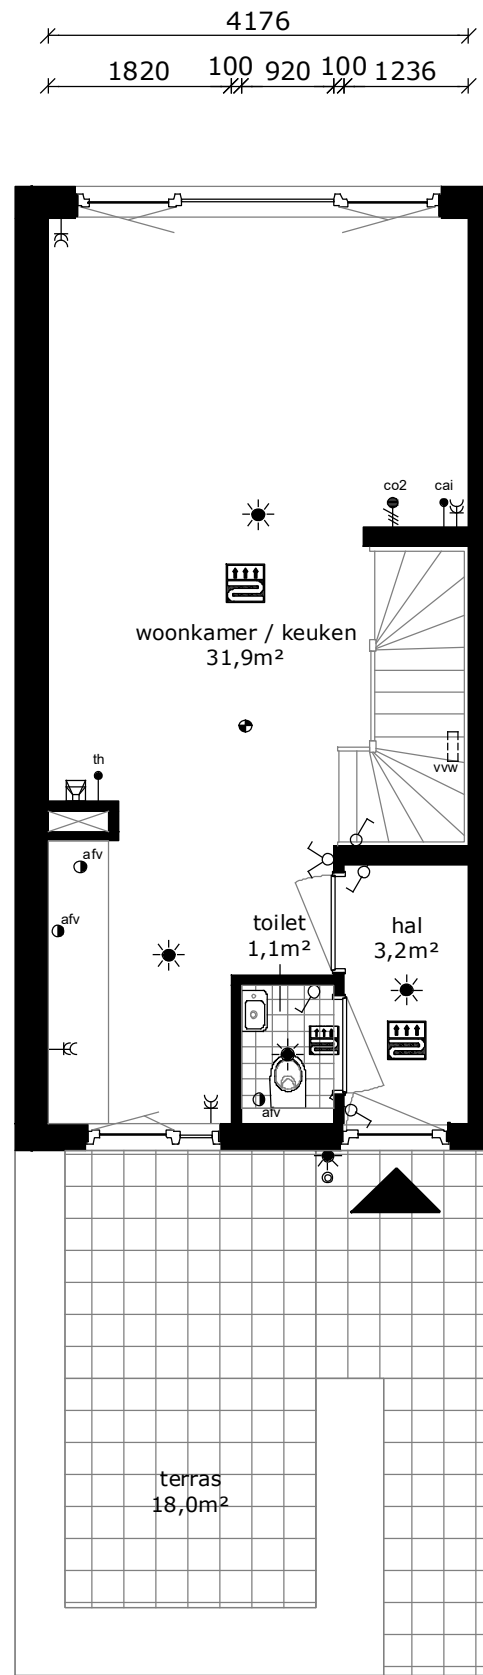 4176
1820 100 920 100 1236
co2 cai
woonkamer / keuken
31,9m²
vvw
th
afv
afv
toilet
1,1m²
hal
3,2m²
afv
terras
18,0m²